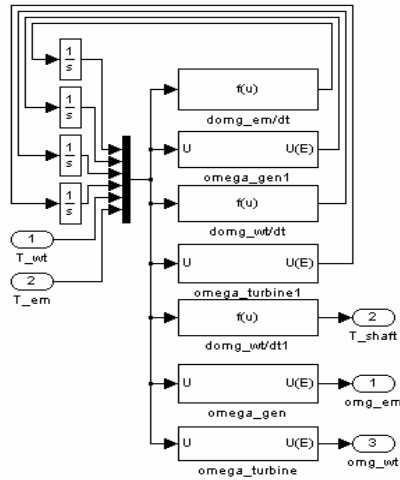 1
s
1
s
1
s
1
s
f(u)
domg_em/dt
U U(E)
omega_gen1
f(u)
domg_wt/dt
1
T_wt
2
T_em
U U(E)
omega_turbine1
f(u) 2
domg_wt/dt1 T_shaft
U U(E) 1
omega_gen omg_em
U U(E) 3
omega_turbine omg_wt